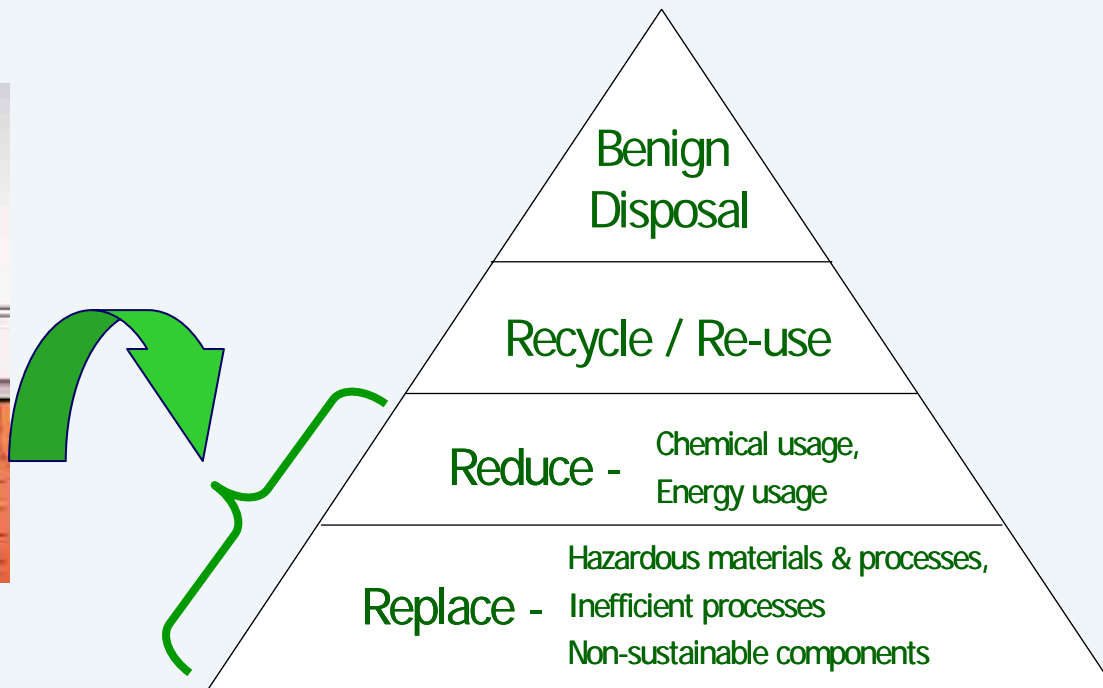 Benign
Disposal
Recycle / Re-use
Reduce - Chemical usage,
Energy usage
Hazardous materials & processes,
Replace - Inefficient processes
Non-sustainable components